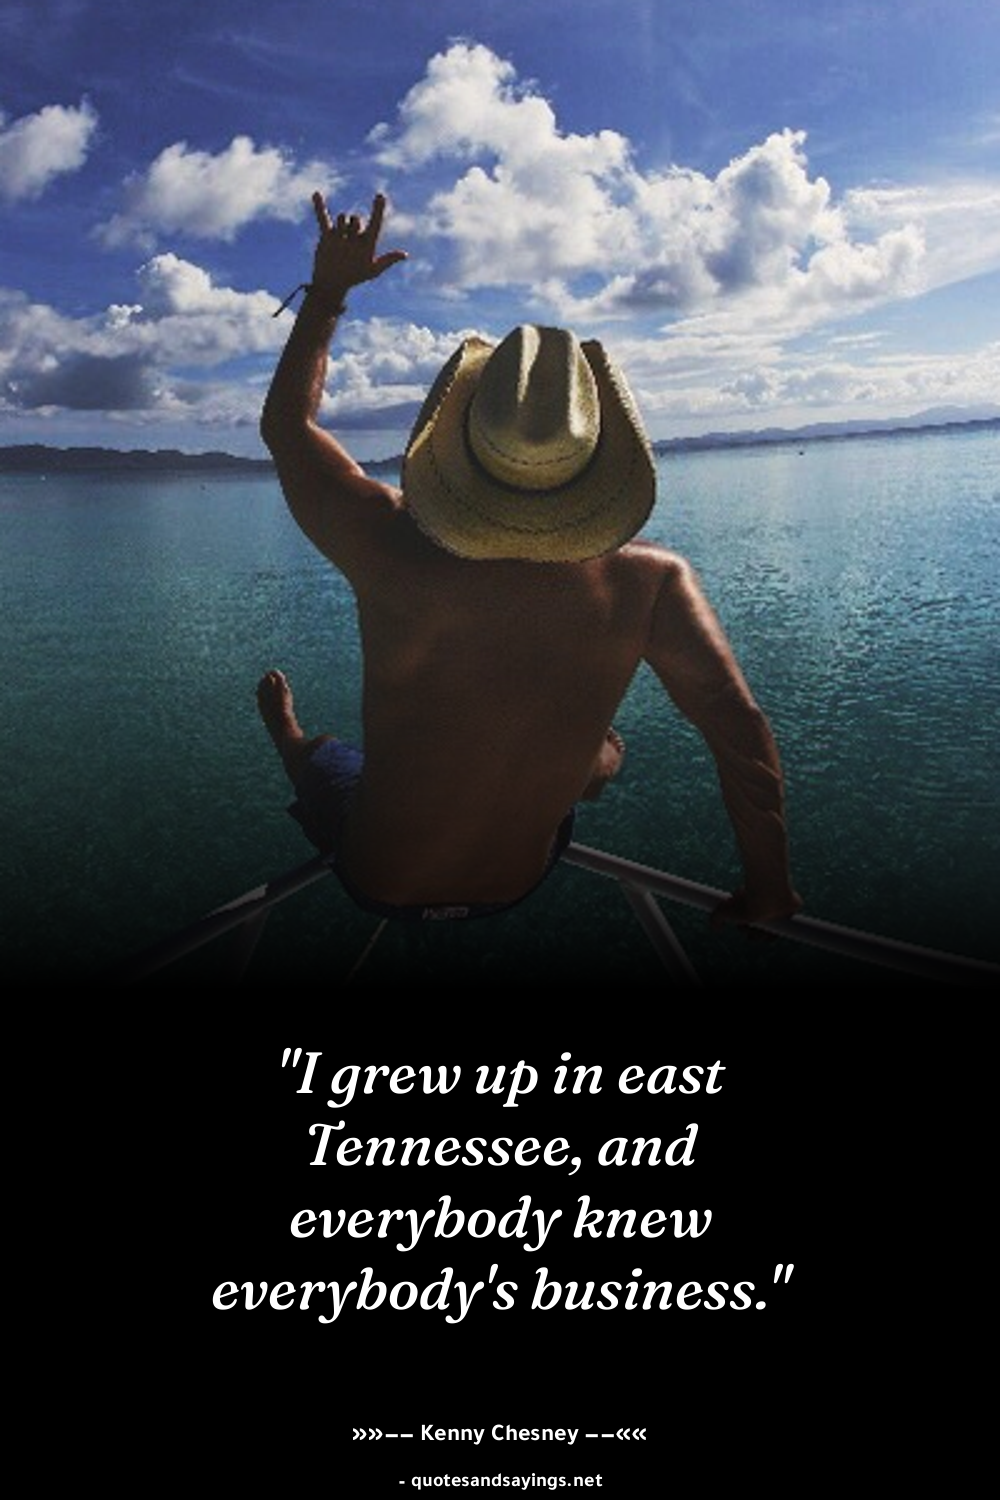 "I grew up in east
Tennessee, and
everybody knew
everybody's business."
»»–– Kenny Chesney ––««
- quotesandsayings.net